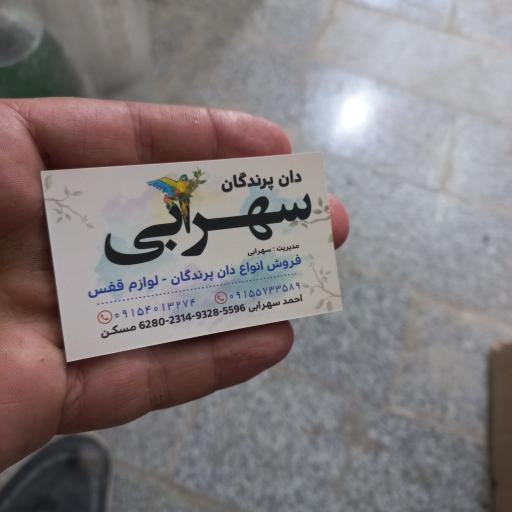 دان پرندگان
سهرابی
مدیریت : سهرابی
فروش انواع دان پرندگان - لوازم قفس
۰۹۱۵۵۷۳۳۵۸۹ ۰۹۱۵۴۰۱۳۲۷۴
احمد سهرابی 5596-9328-2314-6280 مسکن